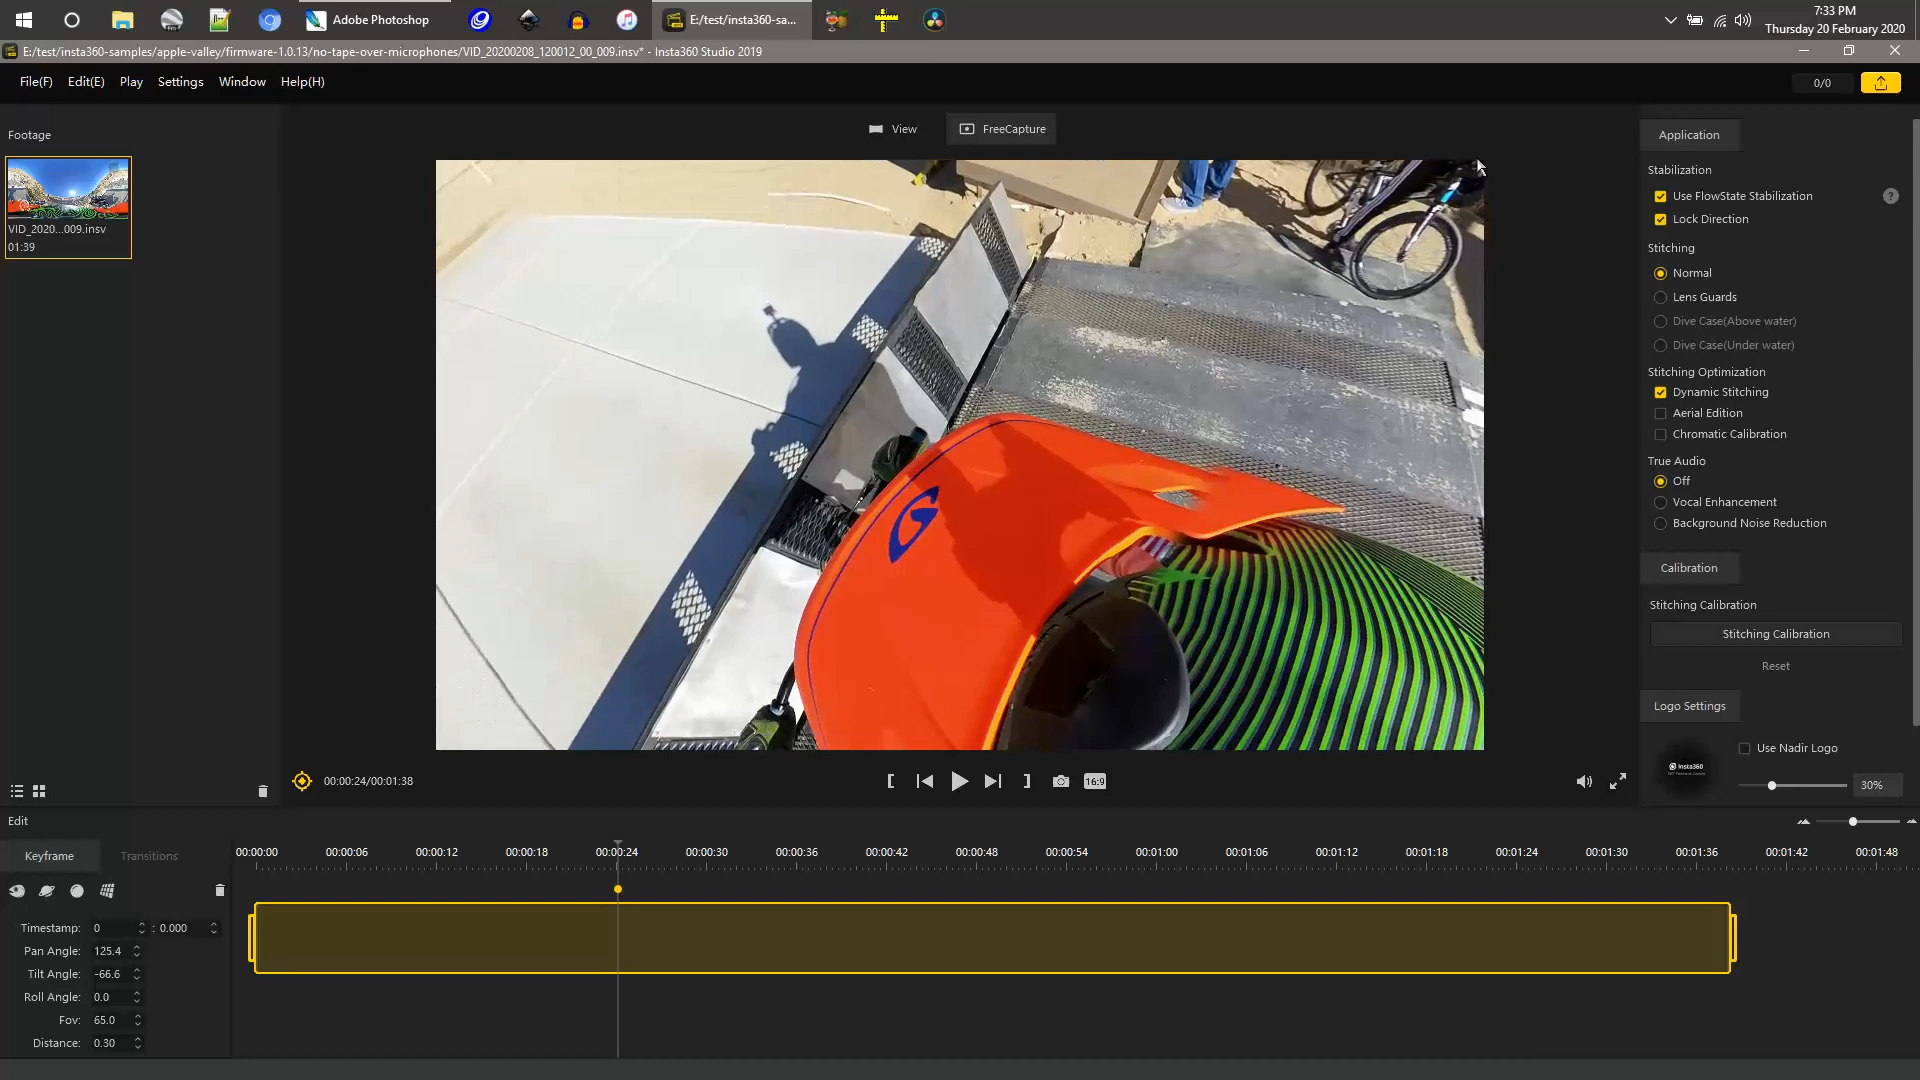 Adobe Photoshop
E:/test/insta360-sa...
7:33 PM
Thursday 20 February 2020
E:/test/insta360-samples/apple-valley/firmware-1.0.13/no-tape-over-microphones/VID_20200208_120012_00_009.insv* - Insta360 Studio 2019
File(F) Edit(E) Play Settings Window Help(H)
0/0
Footage
View
FreeCapture
VID_2020...009.insv
01:39
G
Application
Stabilization
Use FlowState Stabilization
?
Lock Direction
Stitching
Normal
Lens Guards
Dive Case(Above water)
Dive Case(Under water)
Stitching Optimization
Dynamic Stitching
Aerial Edition
Chromatic Calibration
True Audio
Off
Vocal Enhancement
Background Noise Reduction
Calibration
Stitching Calibration
Stitching Calibration
Reset
Logo Settings
Use Nadir Logo
Insta360
30%
00:00:24/00:01:38
16:9
Edit
Keyframe
Transitions
00:00:00 00:00:06 00:00:12 00:00:18 00:00:24 00:00:30 00:00:36 00:00:42 00:00:48 00:00:54 00:01:00 00:01:06 00:01:12 00:01:18 00:01:24 00:01:30 00:01:36 00:01:42 00:01:48
Timestamp: 0 : 0.000
Pan Angle: 125.4
Tilt Angle: -66.6
Roll Angle: 0.0
Fov: 65.0
Distance: 0.30